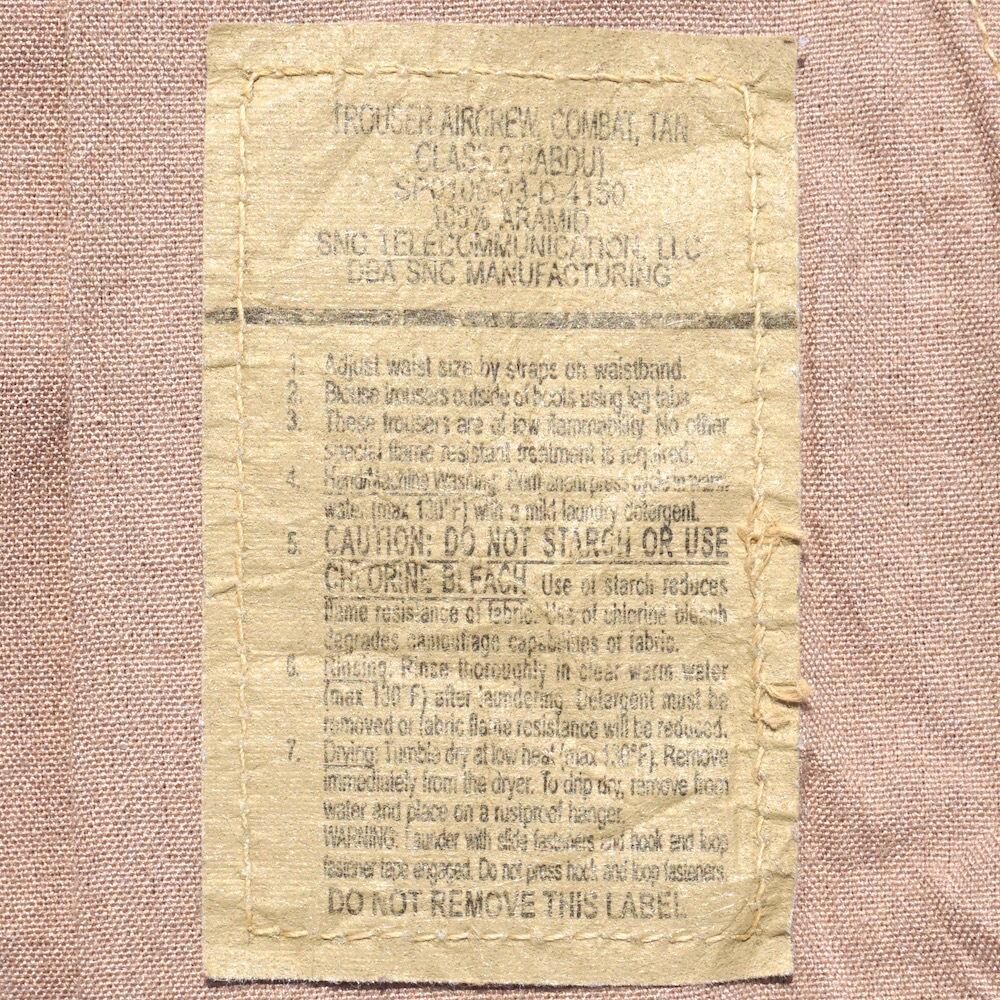 TROUSER AIRCREW, COMBAT, TAN
CLASS 2 (ABDU)
SP0100-03-D-4150
100% ARAMID
SNC TELECOMMUNICATION, LLC
DBA SNC MANUFACTURING
1. Adjust waist size by straps on waistband.
2. Blouse trousers outside of boots using leg tabs.
3. These trousers are of low flammability. No other
special flame resistant treatment is required.
4. Hand/Machine Washing: press cycle in warm
water (max 130°F) with a mild laundry detergent.
5. CAUTION: DO NOT STARCH OR USE
CHLORINE BLEACH. Use of starch reduces
flame resistance of fabric. Use of chlorine bleach
degrades camouflage capabilities of fabric.
6. Rinsing. Rinse thoroughly in clear warm water
(max 130°F) after laundering. Detergent must be
removed or fabric flame resistance will be reduced.
7. Drying: Tumble dry at low heat (max 130°F). Remove
immediately from the dryer. To drip dry, remove from
water and place on a rustproof hanger.
WARNING: Launder with slide fasteners and hook and loop
fastener tape engaged. Do not press hook and loop fasteners.
DO NOT REMOVE THIS LABEL